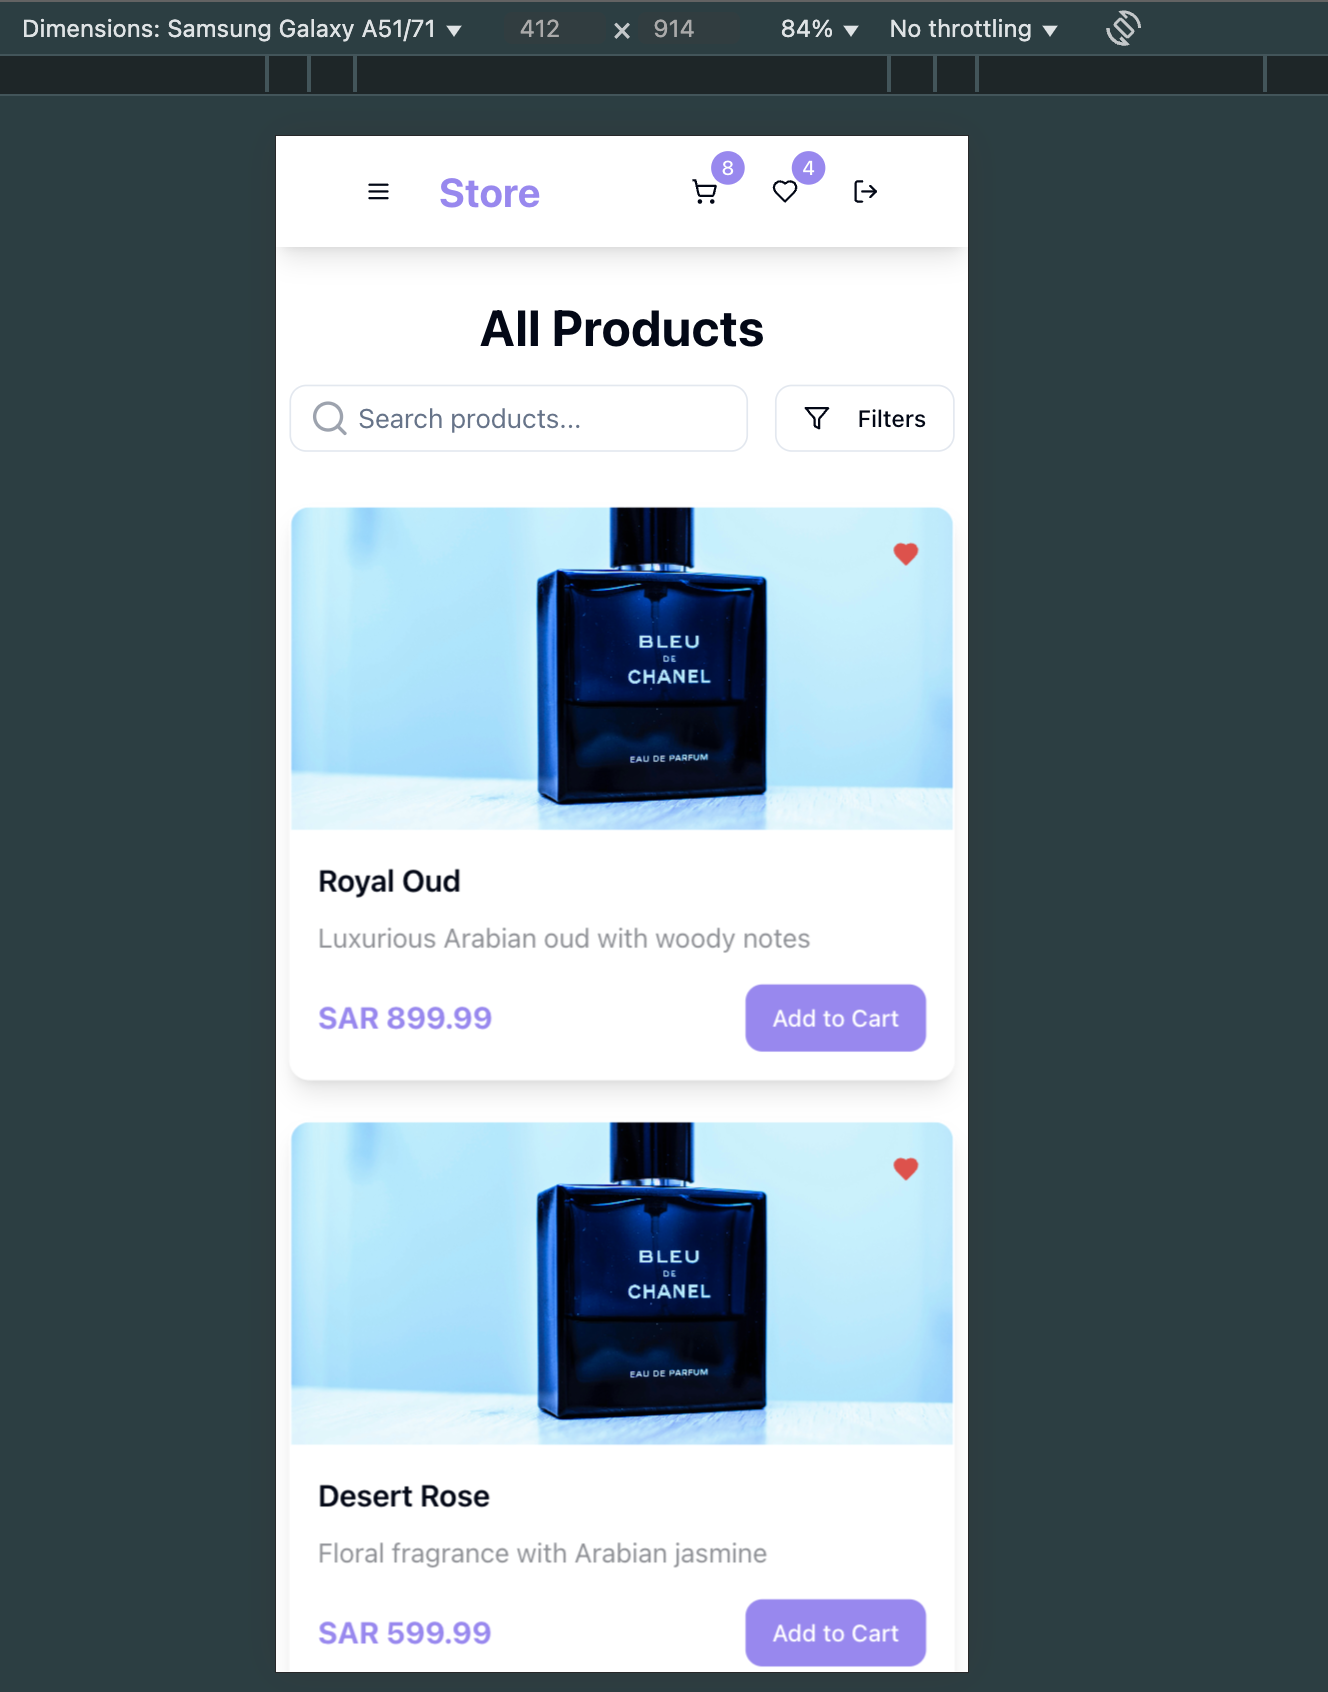 Dimensions: Samsung Galaxy A51/71 ▼ 412 × 914 84% ▼ No throttling ▼
Store 8 4
All Products
Search products...
Filters
BLEU
DE
CHANEL
EAU DE PARFUM
Royal Oud
Luxurious Arabian oud with woody notes
SAR 899.99
Add to Cart
BLEU
DE
CHANEL
EAU DE PARFUM
Desert Rose
Floral fragrance with Arabian jasmine
SAR 599.99
Add to Cart